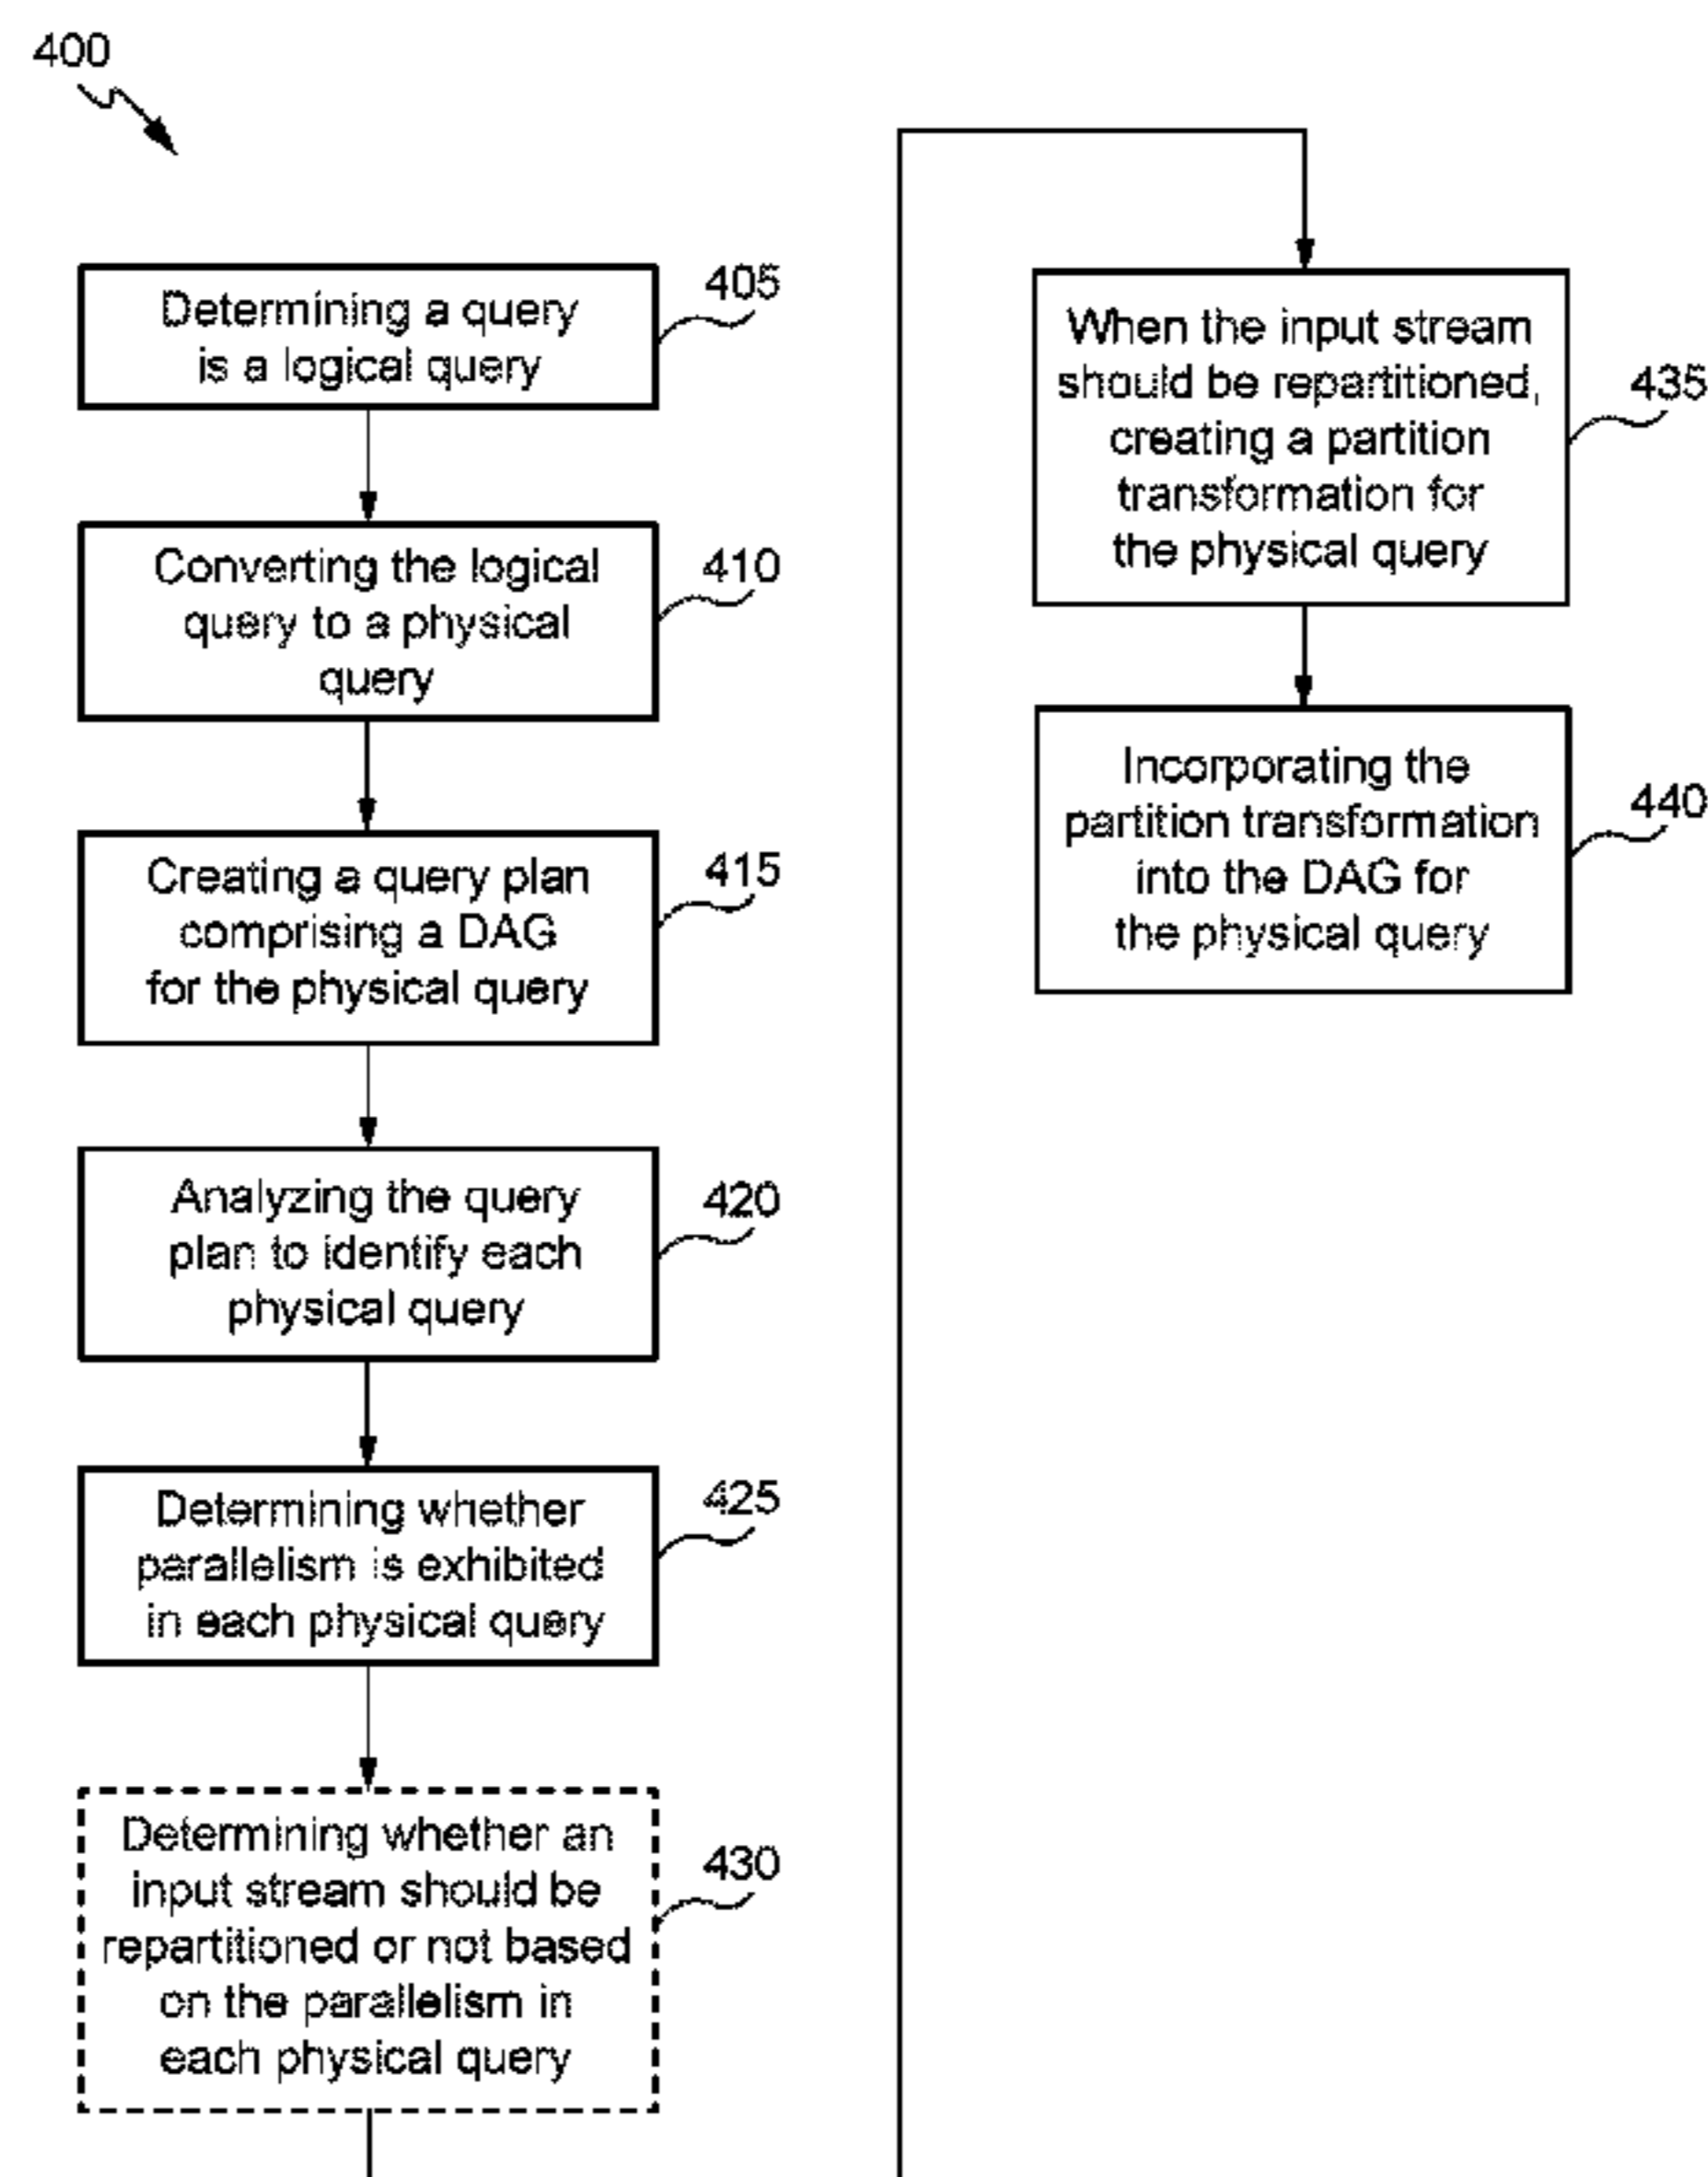 400
Determining a query
is a logical query
405
Converting the logical
query to a physical
query
410
Creating a query plan
comprising a DAG
for the physical query
415
Analyzing the query
plan to identify each
physical query
420
Determining whether
parallelism is exhibited
in each physical query
425
Determining whether an
input stream should be
repartitioned or not based
on the parallelism in
each physical query
430
When the input stream
should be repartitioned,
creating a partition
transformation for
the physical query
435
Incorporating the
partition transformation
into the DAG for
the physical query
440